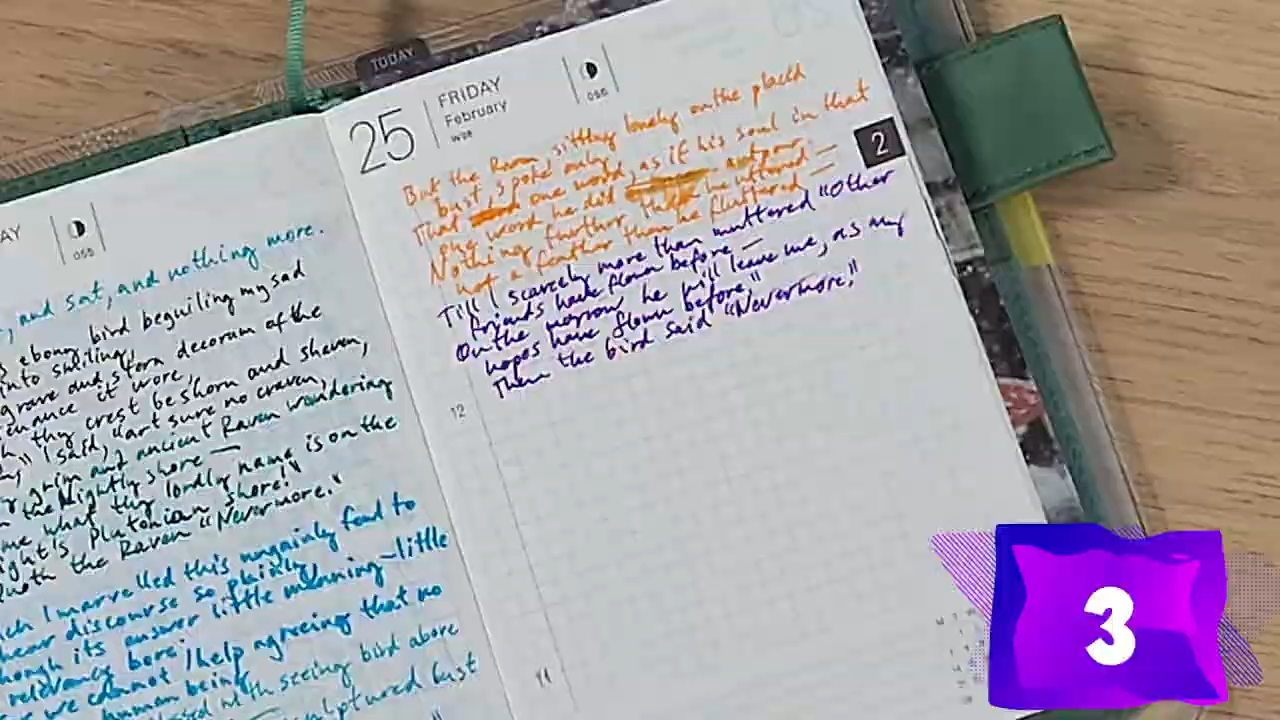 TODAY
AY
055
, and sat, and nothing more.
ebony bird beguiling my sad
into smiling,
grave and stern decorum of the
it wore,
thy crest be shorn and shaven,
I said, "art sure no craven,
grim and ancient Raven wandering
the Nightly shore —
me what thy lordly name is on the
ight's Plutonian shore!"
uoth the Raven "Nevermore."
I marvelled this ungainly fowl to
hear discourse so plainly,
hough its answer little meaning—little
relevancy bore;
we cannot help agreeing that no
human being
with seeing bird above
sculptured bust
25
FRIDAY
February
056
2
But the Raven, sitting lonely on the placid
bust, spoke only
That one word, as if his soul in that
one word he did outpour.
Nothing farther he uttered —
not a feather then he fluttered —
Till I scarcely more than muttered "Other
friends have flown before —
On the morrow he will leave me, as my
hopes have flown before."
Then the bird said "Nevermore."
12
14
3